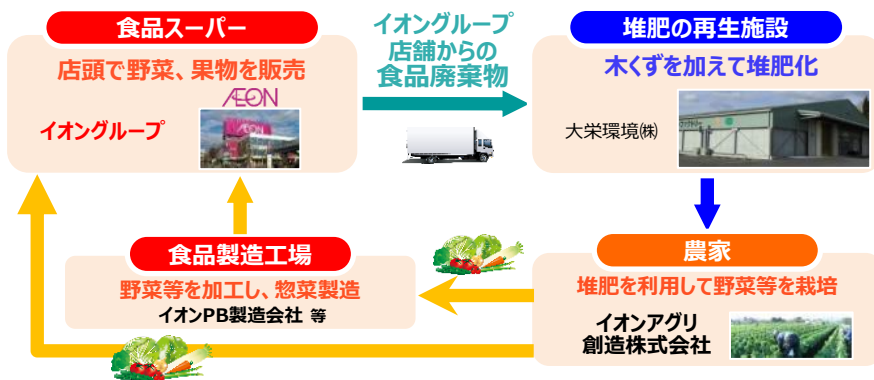 食品スーパー
店頭で野菜、果物を販売
ÆON
イオングループ
イオングループ
店舗からの
食品廃棄物
堆肥の再生施設
木くずを加えて堆肥化
大栄環境㈱
食品製造工場
野菜等を加工し、惣菜製造
イオンPB製造会社 等
農家
堆肥を利用して野菜等を栽培
イオンアグリ
創造株式会社